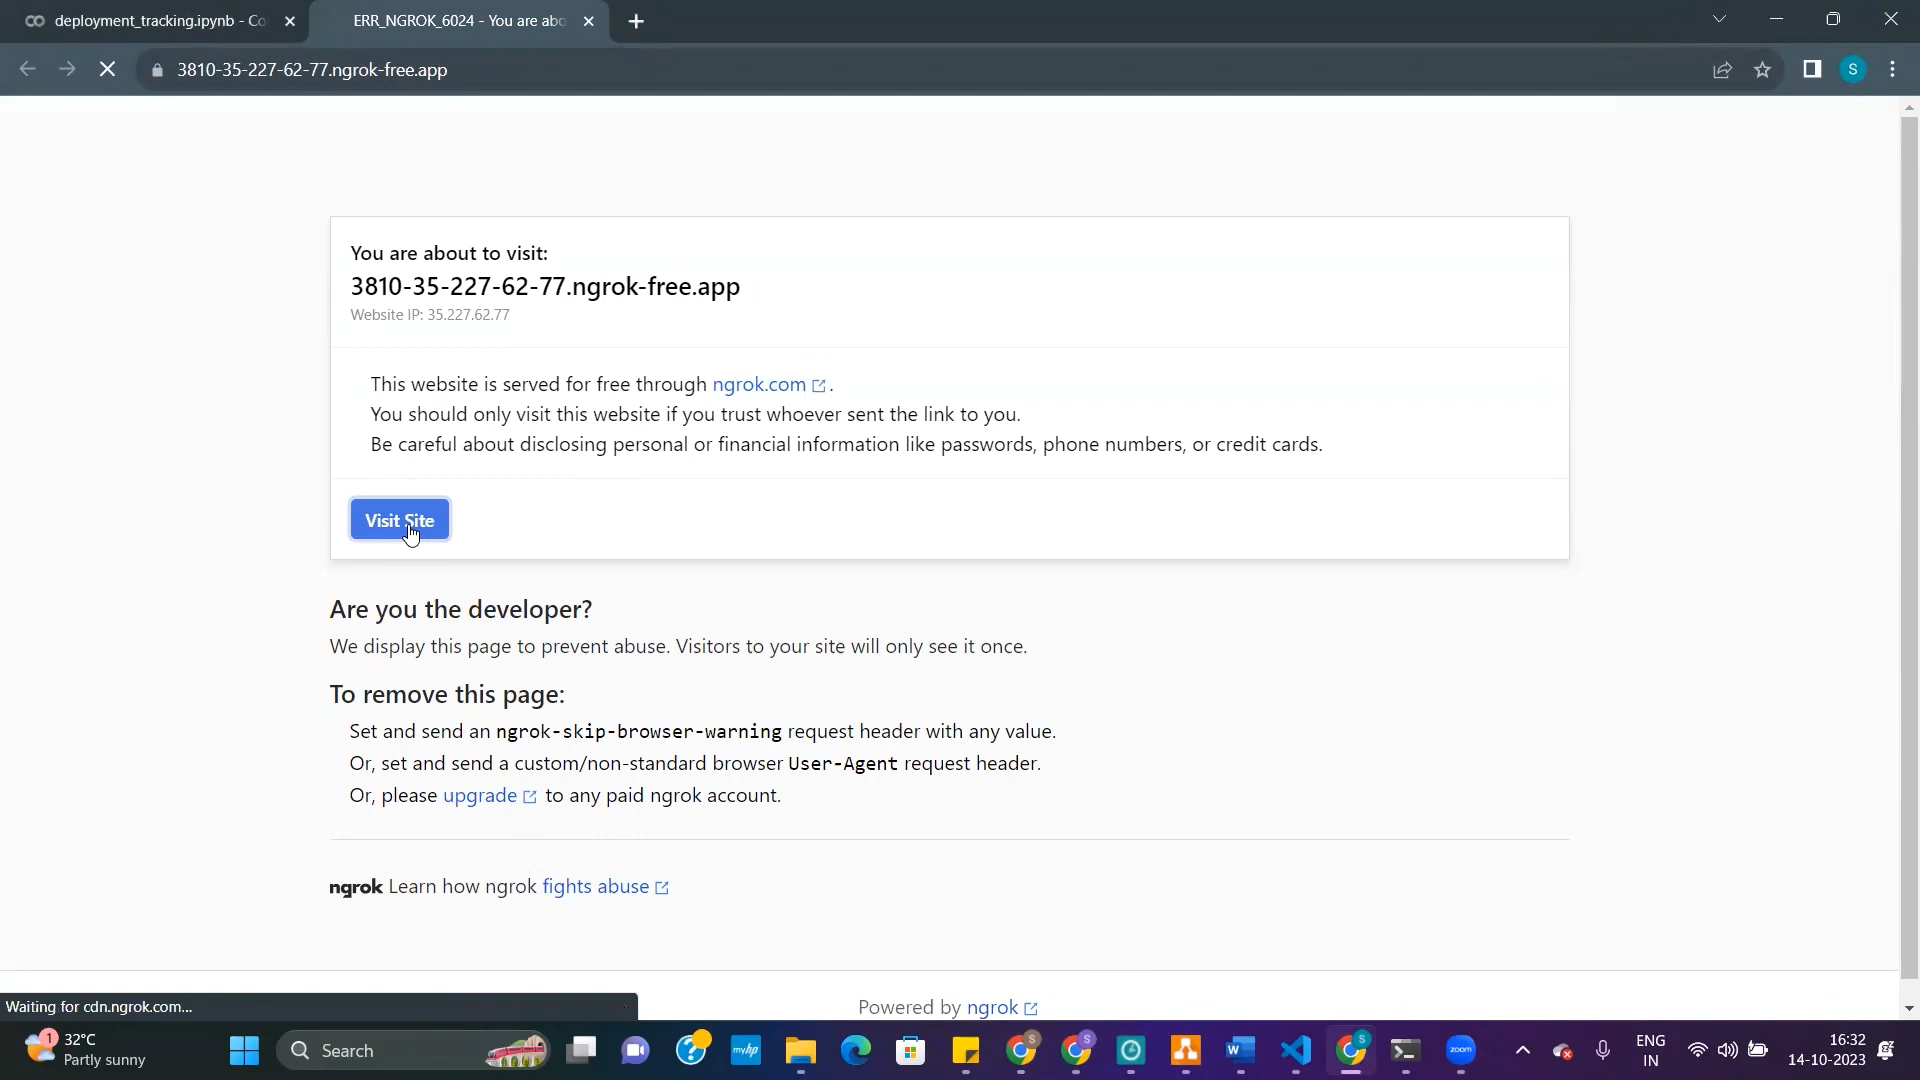 deployment_tracking.ipynb - Co
ERR_NGROK_6024 - You are abo
3810-35-227-62-77.ngrok-free.app
S
You are about to visit:
3810-35-227-62-77.ngrok-free.app
Website IP: 35.227.62.77
This website is served for free through ngrok.com.
You should only visit this website if you trust whoever sent the link to you.
Be careful about disclosing personal or financial information like passwords, phone numbers, or credit cards.
Visit Site
Are you the developer?
We display this page to prevent abuse. Visitors to your site will only see it once.
To remove this page:
Set and send an ngrok-skip-browser-warning request header with any value.
Or, set and send a custom/non-standard browser User-Agent request header.
Or, please upgrade to any paid ngrok account.
ngrok Learn how ngrok fights abuse
Waiting for cdn.ngrok.com...
Powered by ngrok
1
32°C
Partly sunny
Search
myhp
S
S
W
S
zoom
ENG
IN
16:32
14-10-2023